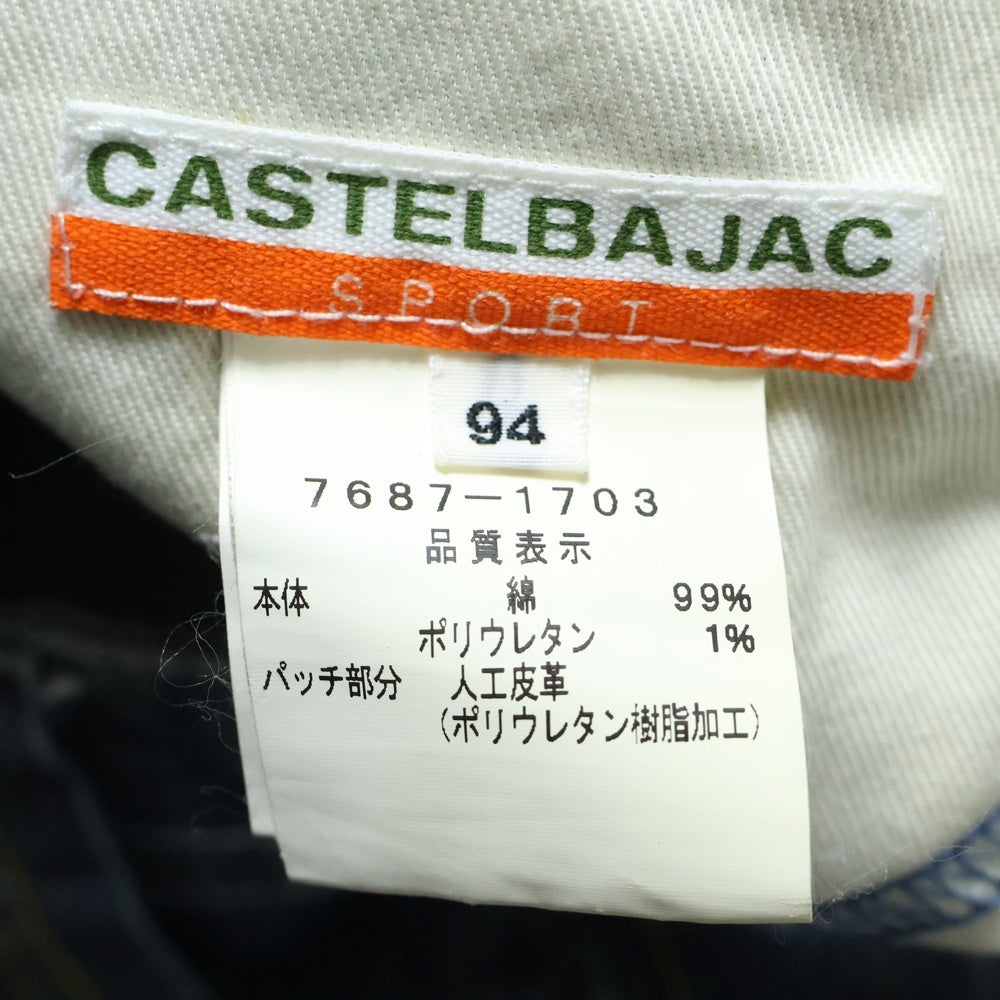 CASTELBAJAC
SPORT
94
7687-1703
品質表示
本体 綿 99%
ポリウレタン 1%
パッチ部分 人工皮革
(ポリウレタン樹脂加工)